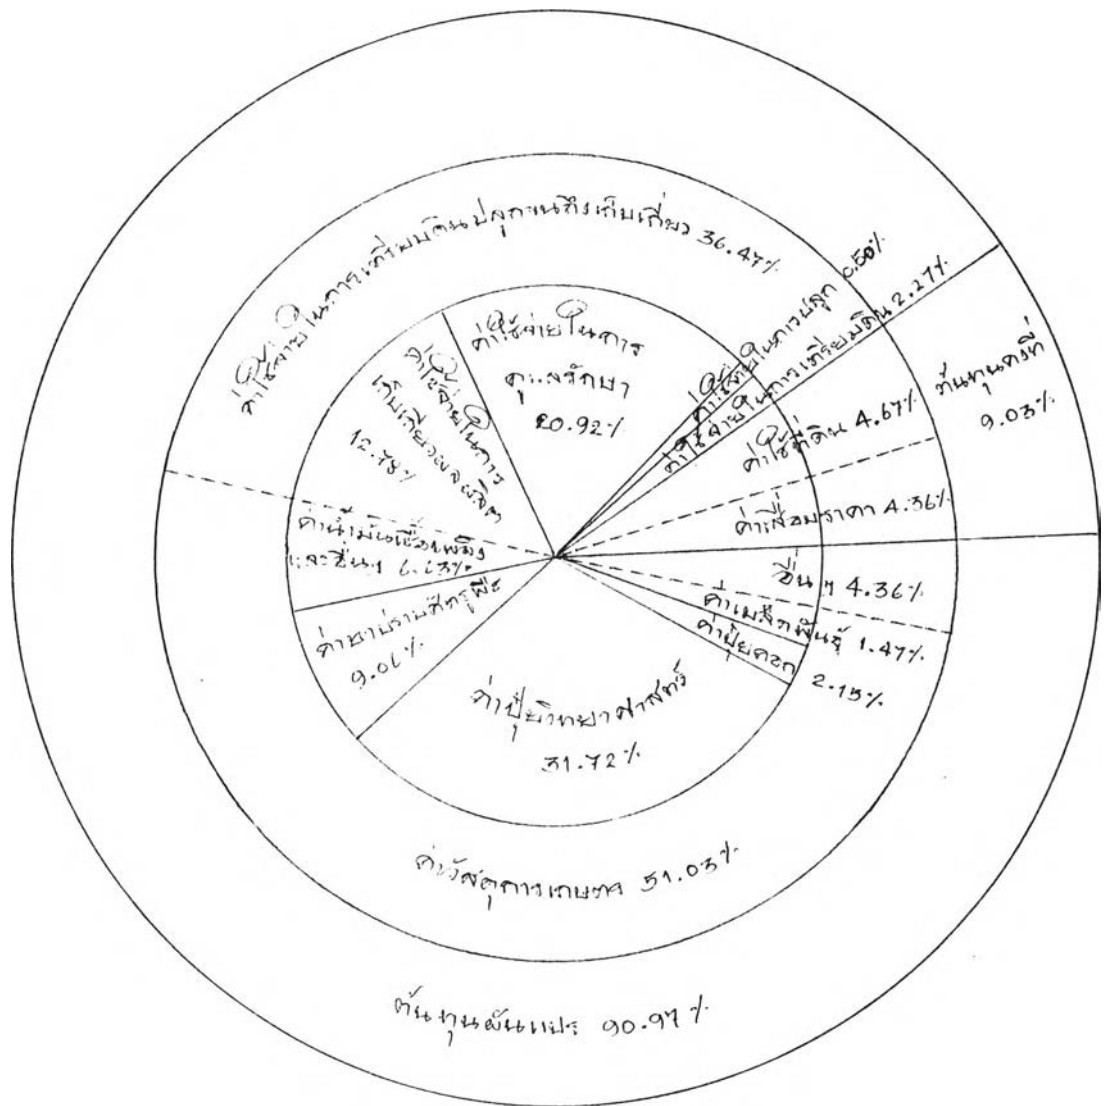 ค่าใช้จ่ายในการเตรียมดินปลูกจนถึงเก็บเกี่ยว 36.47%
ค่าใช้จ่ายในการปลูก 0.50%
ค่าใช้จ่ายในการเตรียมดิน 2.27%
ค่าใช้จ่ายในการ
ดูแลรักษา
20.92%
ค่าใช้จ่ายในการ
เก็บเกี่ยวผลผลิต
12.78%
ต้นทุนคงที่
9.03%
ค่าใช้ที่ดิน 4.67%
ค่าเสื่อมราคา 4.36%
ค่าน้ำมันเชื้อเพลิง
และอื่นๆ
อื่น ๆ 4.36%
ค่าเมล็ดพันธุ์ 1.47%
ค่าปุ๋ยคอก
2.15%
ค่ายาปราบศัตรูพืช
9.06%
ค่าปุ๋ยวิทยาศาสตร์
31.72%
ค่าวัสดุการเกษตร 51.03%
ต้นทุนผันแปร 90.97%